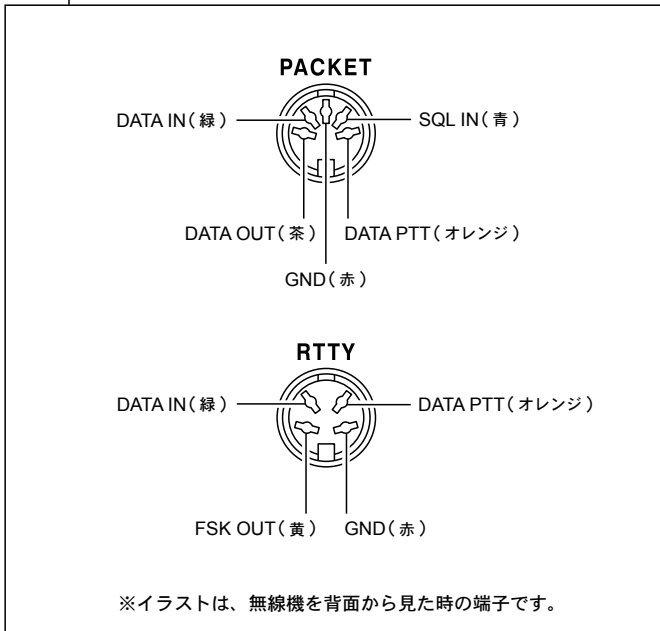 PACKET
DATA IN(緑)
SQL IN(青)
DATA OUT(茶)
DATA PTT(オレンジ)
GND(赤)
RTTY
DATA IN(緑)
DATA PTT(オレンジ)
FSK OUT(黄)
GND(赤)
※イラストは、無線機を背面から見た時の端子です。